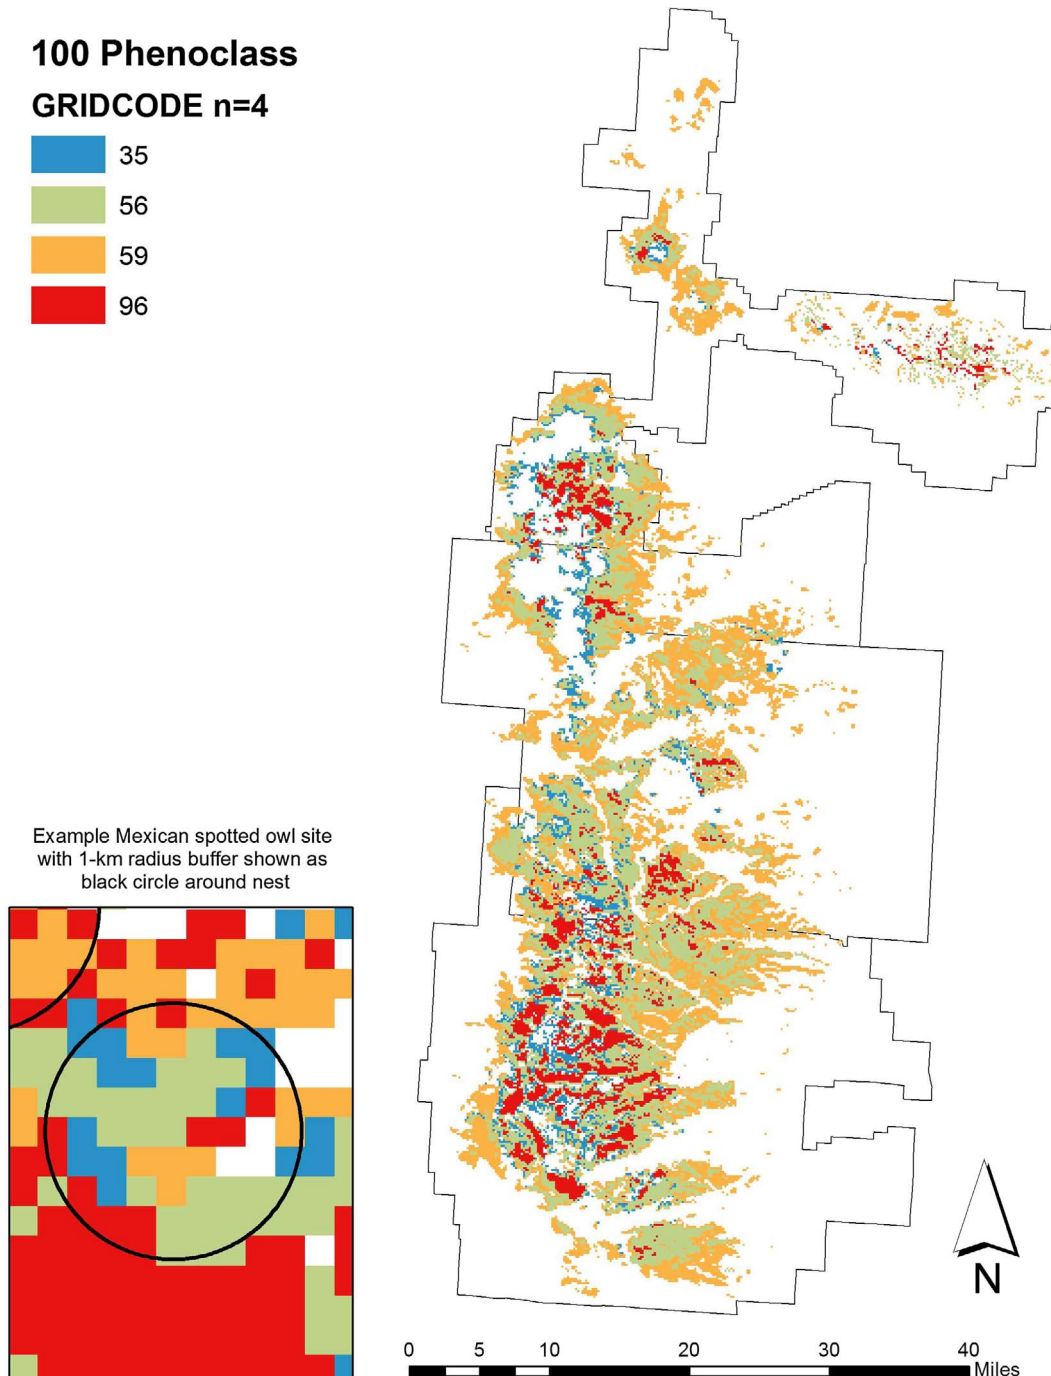 100 Phenoclass
GRIDCODE n=4
35
56
59
96
Example Mexican spotted owl site
with 1-km radius buffer shown as
black circle around nest
N
0 5 10 20 30 40
Miles